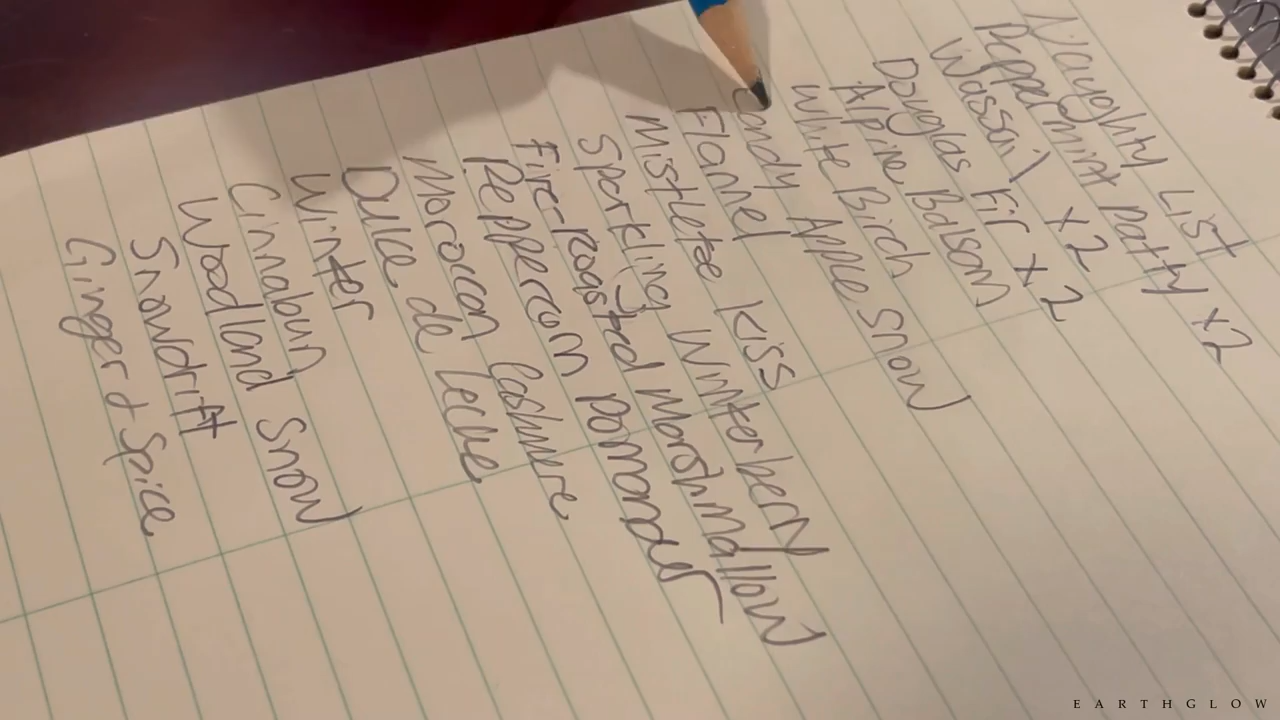 Naughty List
Peppermint Patty x2
Wassail x2
Douglas Fir x2
Alpine Balsam
White Birch
Candy Apple Snow
Flannel
Mistletoe Kiss
Sparkling Winterberry
Fire-roasted Marshmallow
Peppercorn Pomander
Moroccan Cashmere
Dulce de Leche
Winter
Cinnabun
Woodland Snow
Snowdrift
Ginger & Spice
EARTHGLOW